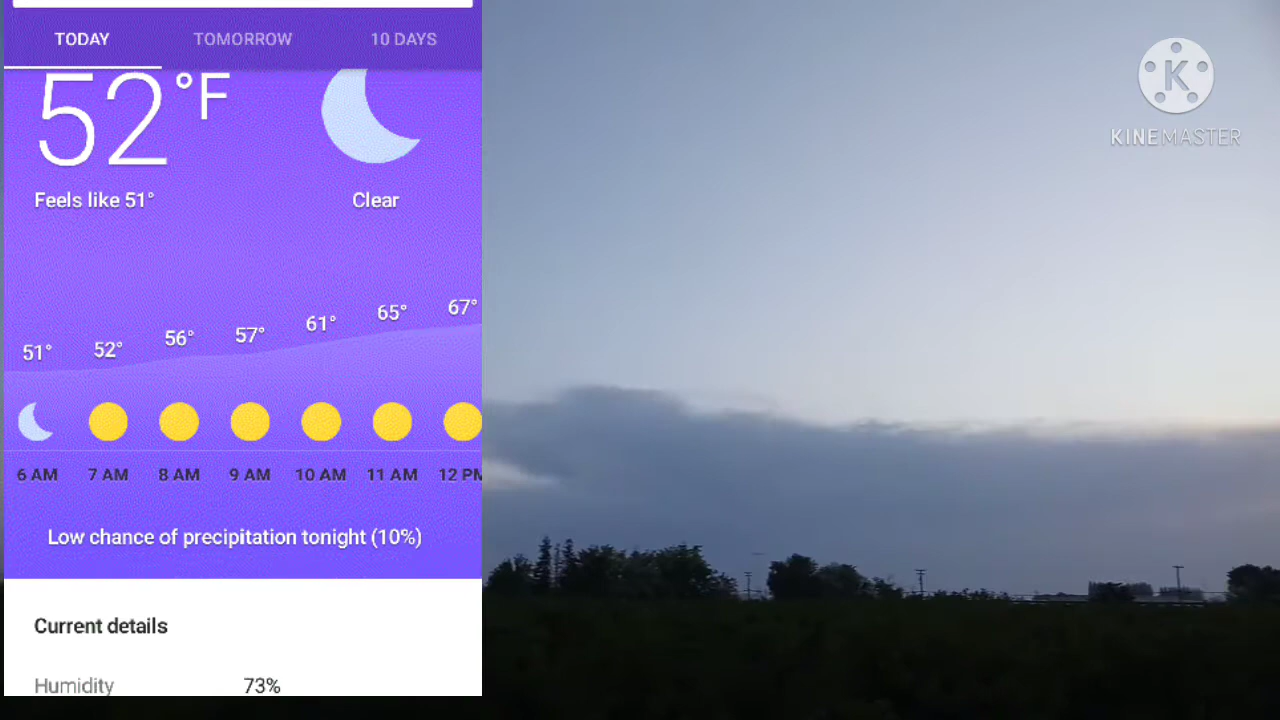 TODAY TOMORROW 10 DAYS
52°F
Feels like 51° Clear
51° 52° 56° 57° 61° 65° 67°
6 AM 7 AM 8 AM 9 AM 10 AM 11 AM 12 PM
Low chance of precipitation tonight (10%)
Current details
Humidity 73%
K
KINEMASTER